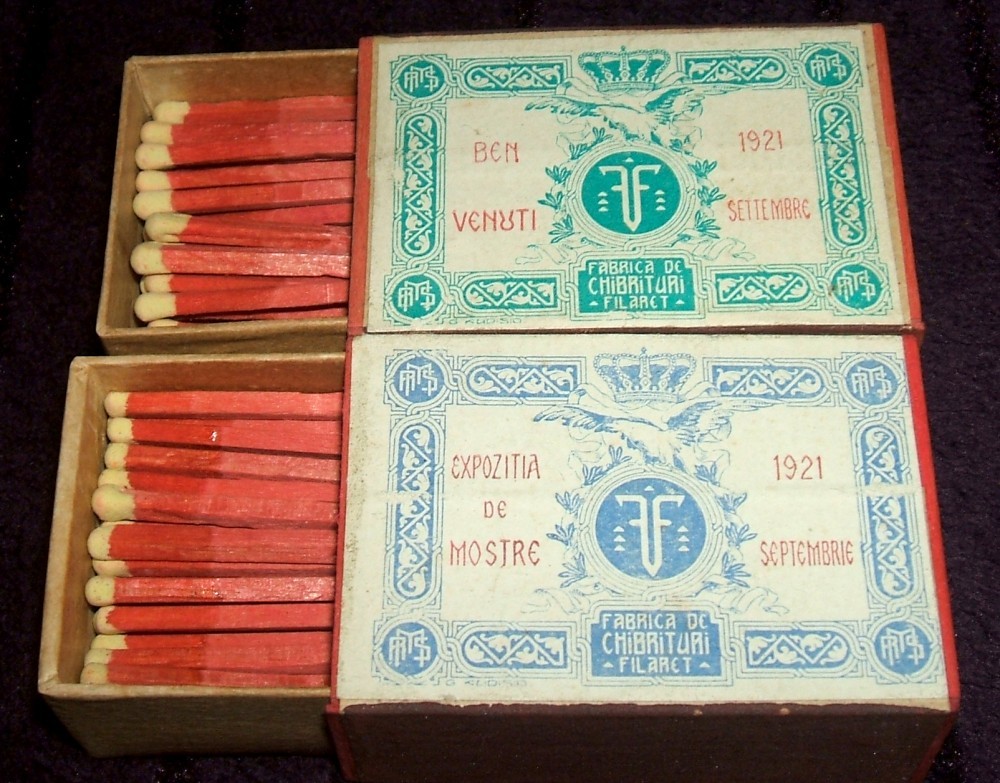 BEN
VENUTI
1921
SETTEMBRE
FABRICA DE
CHIBRITURI
FILARET
EXPOZITIA
DE
MOSTRE
1921
SEPTEMBRIE
FABRICA DE
CHIBRITURI
FILARET